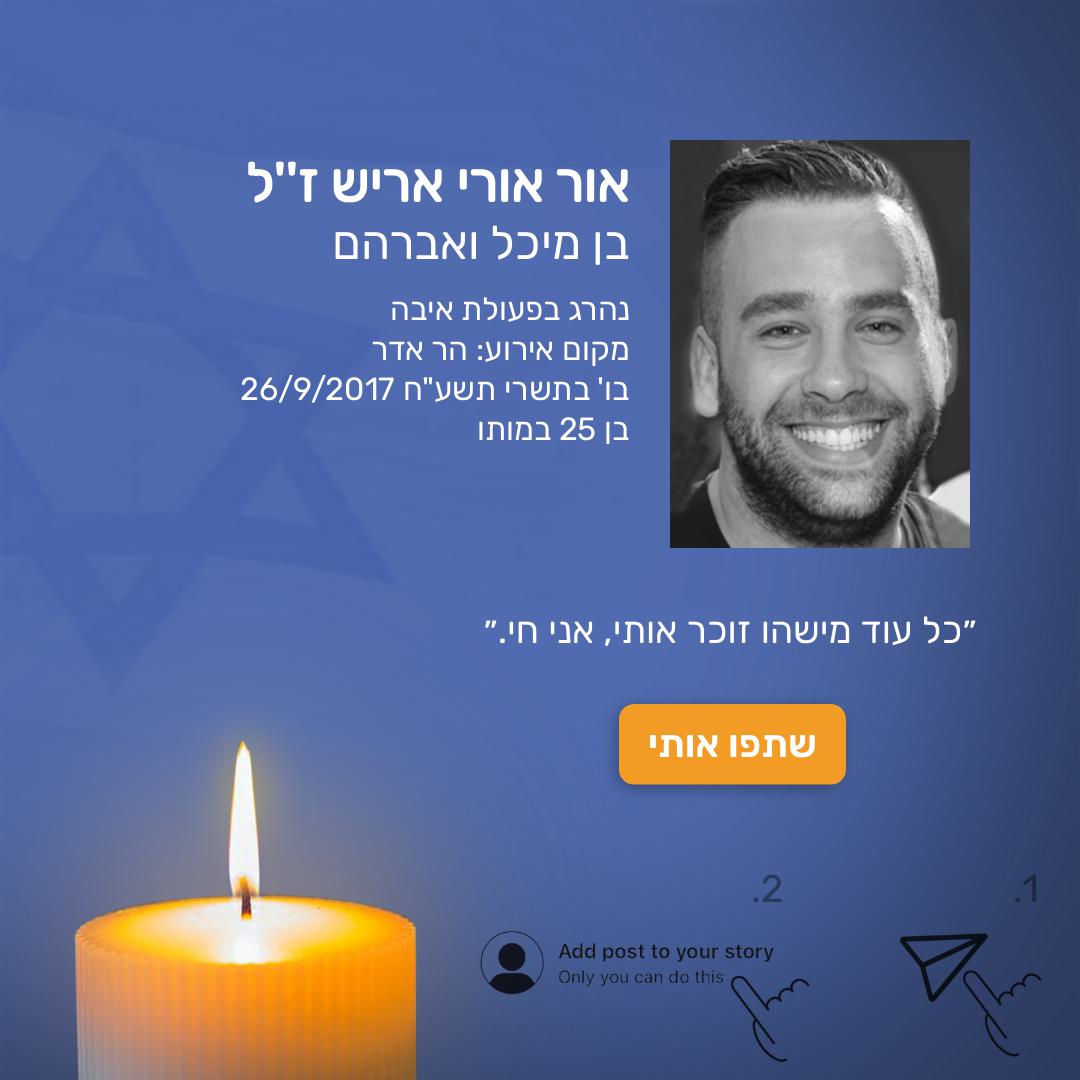 אור אורי אריש ז"ל
בן מיכל ואברהם
נהרג בפעולת איבה
מקום אירוע: הר אדר
בו' בתשרי תשע"ח 26/9/2017
בן 25 במותו
״כל עוד מישהו זוכר אותי, אני חי.״
שתפו אותי
1.
2.
Add post to your story
Only you can do this